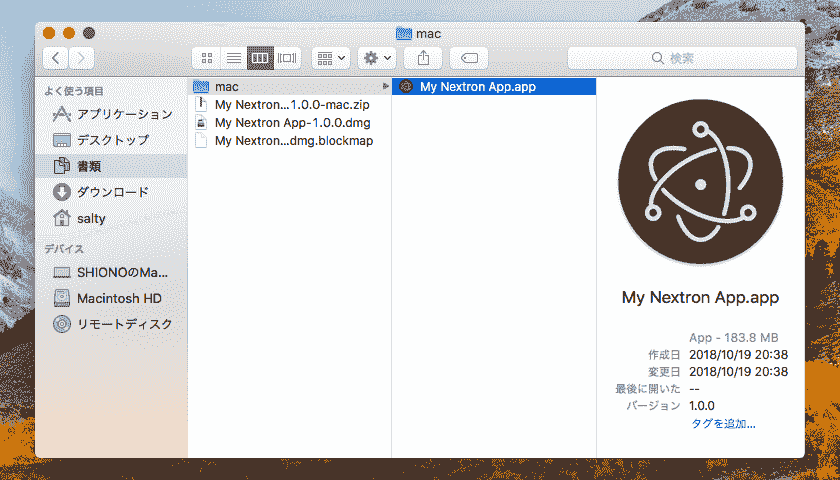 mac
検索
よく使う項目
アプリケーション
デスクトップ
書類
ダウンロード
salty
デバイス
SHIONOのMa...
Macintosh HD
リモートディスク
mac
My Nextron...1.0.0-mac.zip
My Nextron App-1.0.0.dmg
My Nextron...dmg.blockmap
My Nextron App.app
My Nextron App.app
App - 183.8 MB
作成日 2018/10/19 20:38
変更日 2018/10/19 20:38
最後に開いた --
バージョン 1.0.0
タグを追加...